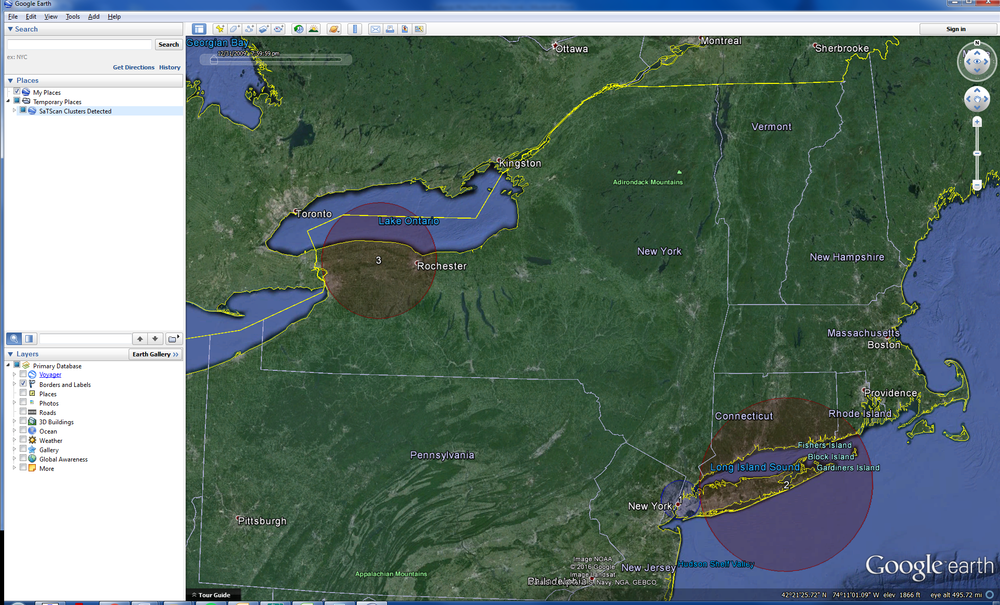 Google Earth
File Edit View Tools Add Help
Search
Sign in
Search
ex: NYC
Get Directions History
Places
My Places
Temporary Places
SaTScan Clusters Detected
Layers
Earth Gallery >>
Primary Database
Voyager
Borders and Labels
Places
Photos
Roads
3D Buildings
Ocean
Weather
Gallery
Global Awareness
More
Georgian Bay
12/31/2009 7:59:59 pm
Ottawa
Montreal
Sherbrooke
N
Vermont
Kingston
Adirondack Mountains
Toronto
Lake Ontario
3
Rochester
New York
New Hampshire
Massachusetts
Boston
Providence
Connecticut
Rhode Island
Fishers Island
Block Island
Long Island Sound
Gardiners Island
Pennsylvania
2
1
New York
Pittsburgh
Image NOAA
© 2016 Google
Image Landsat
Data SIO, NOAA, U.S. Navy, NGA, GEBCO
New Jersey
Hudson Shelf Valley
Appalachian Mountains
Philadelphia
Google earth
Tour Guide
42°21'25.72" N 74°11'01.09" W elev 1866 ft eye alt 495.72 mi